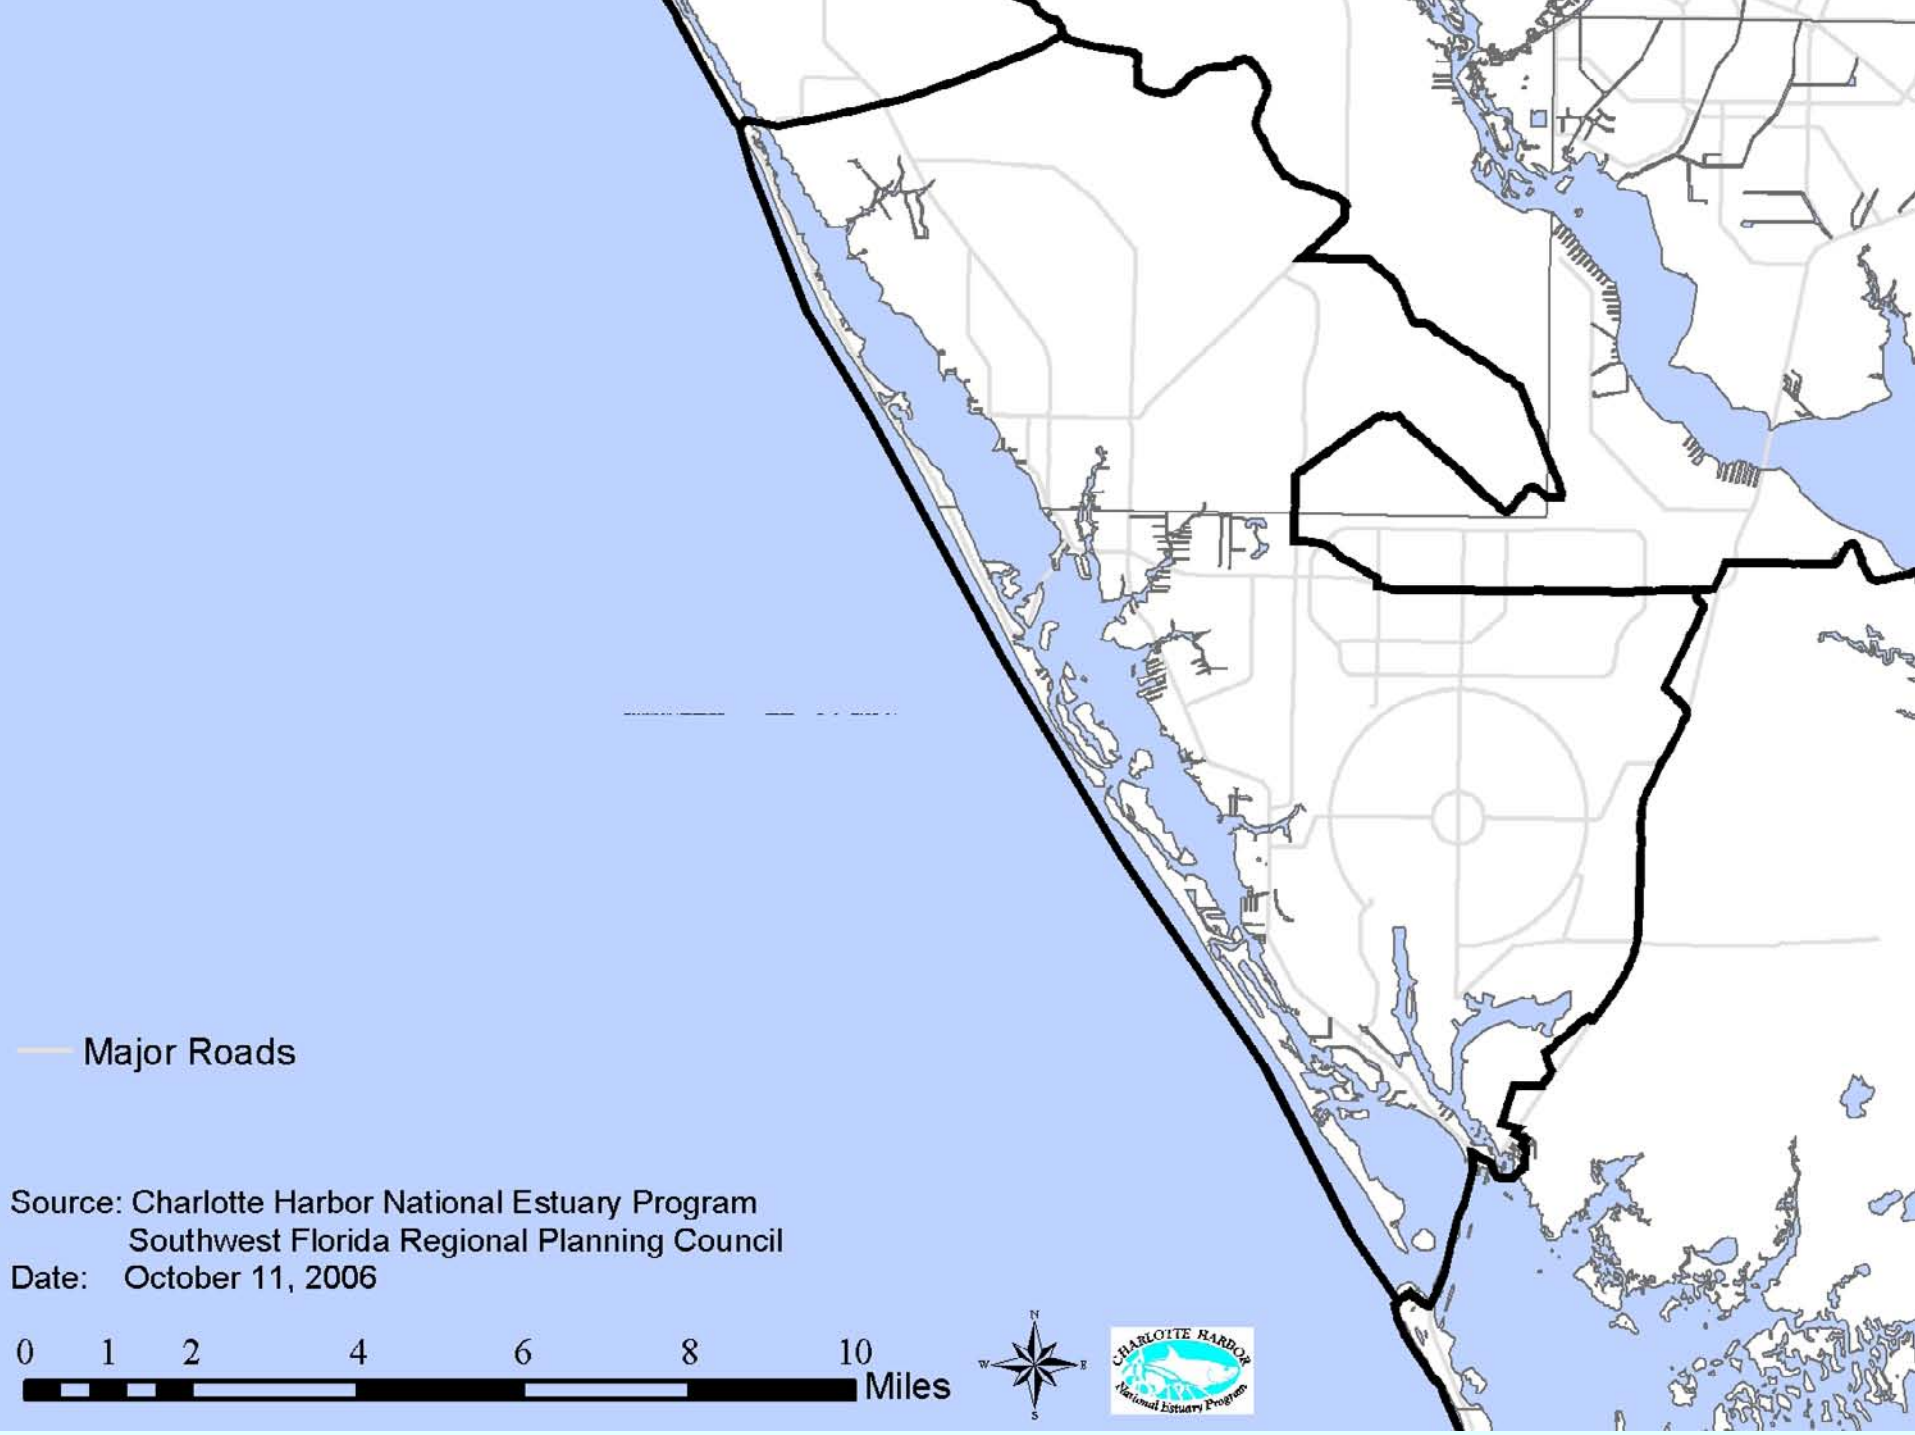 Major Roads
Source: Charlotte Harbor National Estuary Program
Southwest Florida Regional Planning Council
Date: October 11, 2006
0 1 2 4 6 8 10
Miles
N
W E
S
CHARLOTTE HARBOR
National Estuary Program